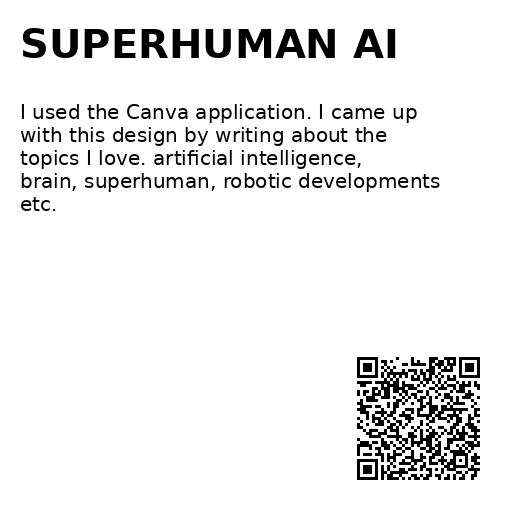 SUPERHUMAN AI
I used the Canva application. I came up
with this design by writing about the
topics I love. artificial intelligence,
brain, superhuman, robotic developments
etc.